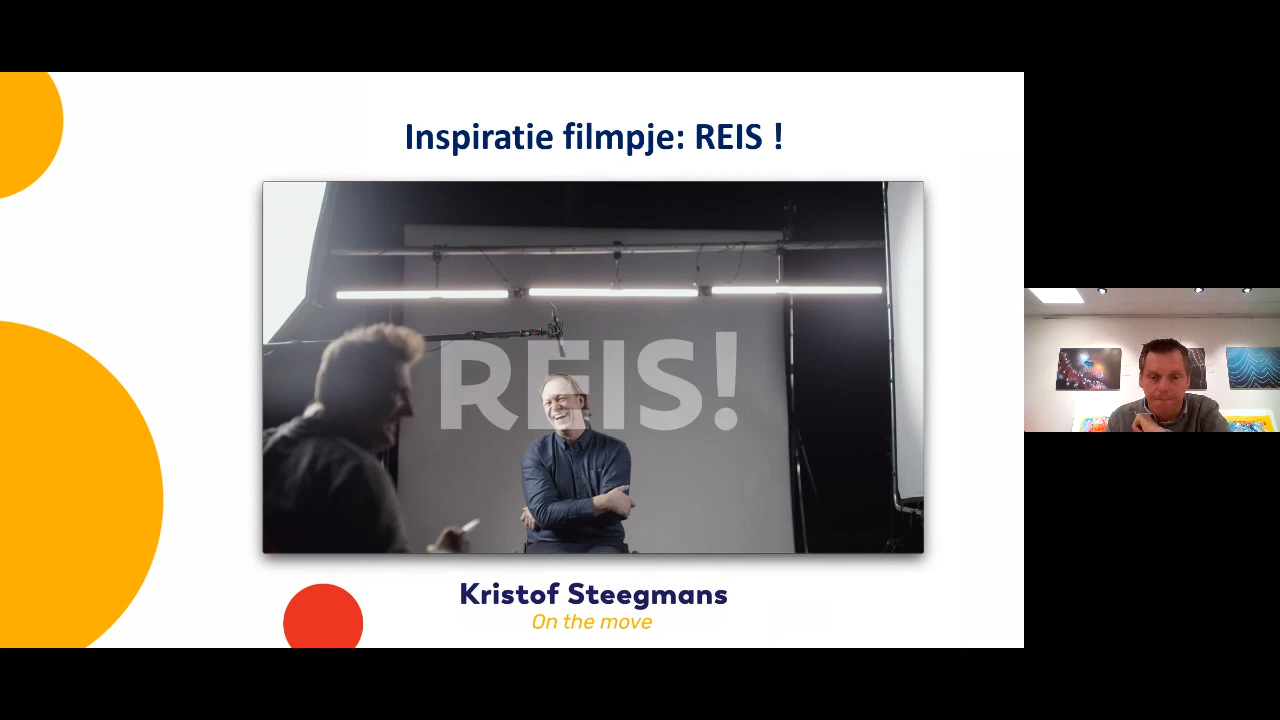 Inspiratie filmpje: REIS !
REIS!
Kristof Steegmans
On the move